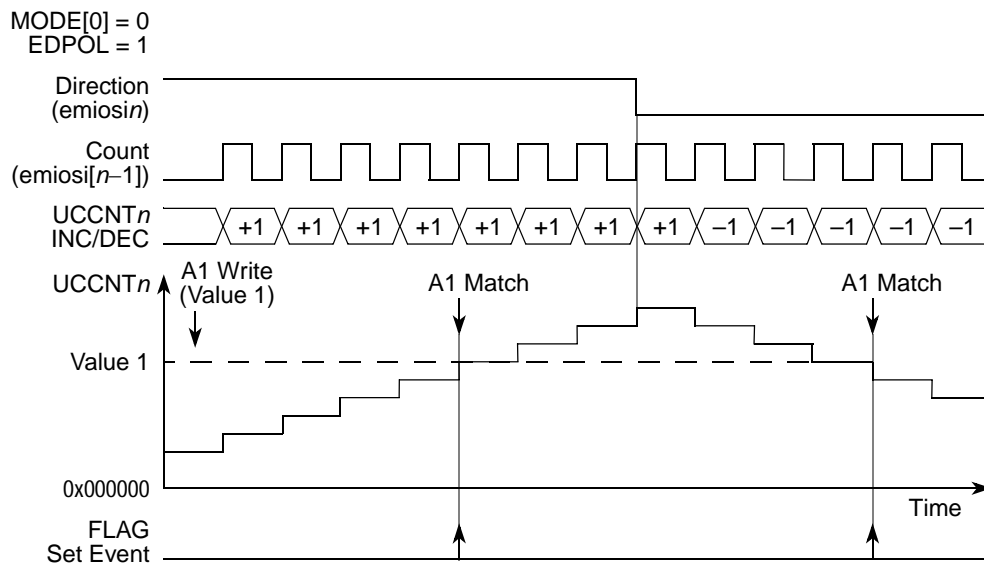 MODE[0] = 0
EDPOL = 1
Direction
(emiosin)
Count
(emiosi[n–1])
UCCNTn
INC/DEC
+1 +1 +1 +1 +1 +1 +1 +1 –1 –1 –1 –1 –1
UCCNTn
A1 Write
(Value 1)
A1 Match
A1 Match
Value 1
0x000000
Time
FLAG
Set Event